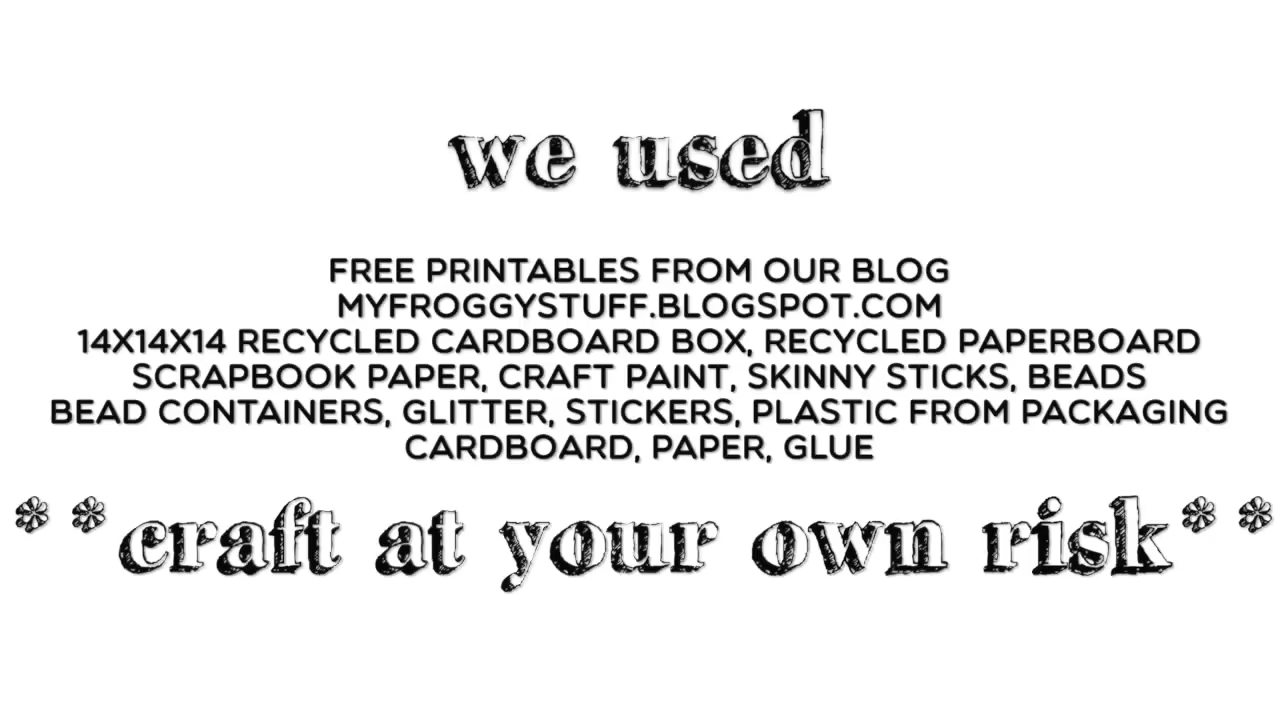 we used
FREE PRINTABLES FROM OUR BLOG
MYFROGGYSTUFF.BLOGSPOT.COM
14X14X14 RECYCLED CARDBOARD BOX, RECYCLED PAPERBOARD
SCRAPBOOK PAPER, CRAFT PAINT, SKINNY STICKS, BEADS
BEAD CONTAINERS, GLITTER, STICKERS, PLASTIC FROM PACKAGING
CARDBOARD, PAPER, GLUE
**craft at your own risk**